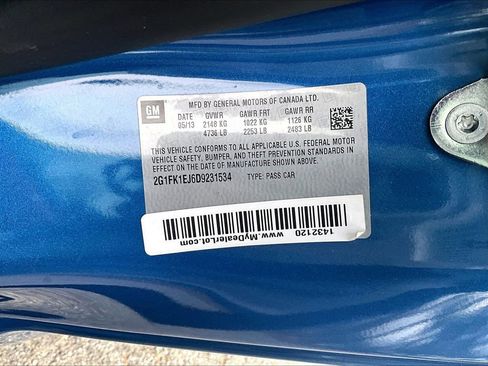 GM
MFD BY GENERAL MOTORS OF CANADA LTD.
DATE GVWR GAWR FRT GAWR RR
05/13 2148 KG 1022 KG 1126 KG
4736 LB 2253 LB 2483 LB
THIS VEHICLE CONFORMS TO ALL APPLICABLE U.S. FEDERAL MOTOR
VEHICLE SAFETY, BUMPER, AND THEFT PREVENTION STANDARDS
IN EFFECT ON THE DATE OF MANUFACTURE SHOWN ABOVE.
2G1FK1EJ6D9231534 TYPE: PASS CAR
1432120
www.MyDealerLot.com